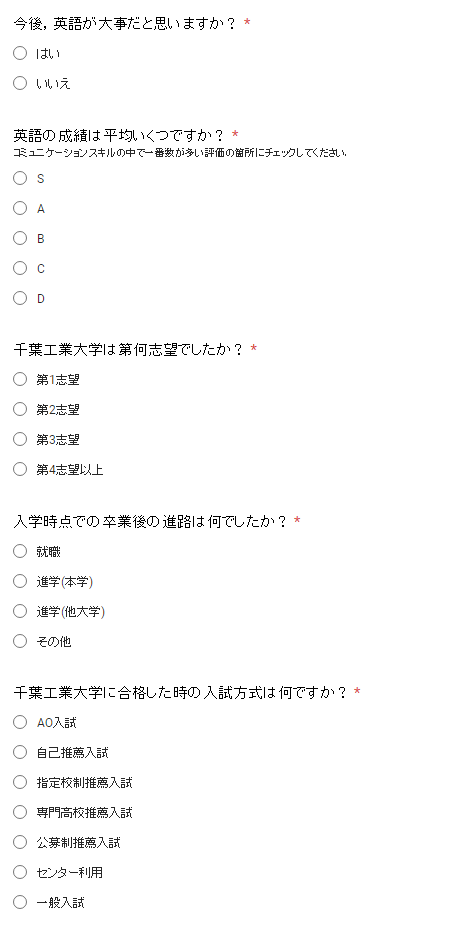 今後，英語が大事だと思いますか？ *
はい
いいえ
英語の成績は平均いくつですか？ *
コミュニケーションスキルの中で一番数が多い評価の箇所にチェックしてください.
S
A
B
C
D
千葉工業大学は第何志望でしたか？ *
第1志望
第2志望
第3志望
第4志望以上
入学時点での卒業後の進路は何でしたか？ *
就職
進学(本学)
進学(他大学)
その他
千葉工業大学に合格した時の入試方式は何ですか？ *
AO入試
自己推薦入試
指定校制推薦入試
専門高校推薦入試
公募制推薦入試
センター利用
一般入試